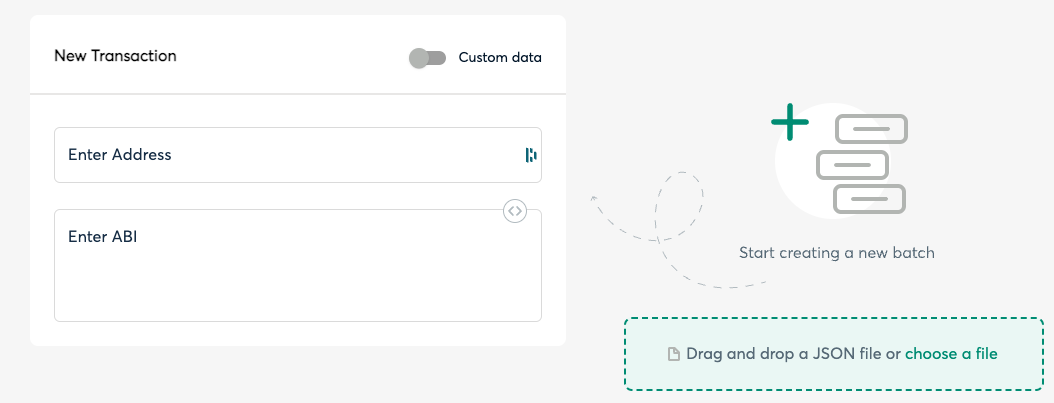 New Transaction
Custom data
Enter Address
Enter ABI
Start creating a new batch
Drag and drop a JSON file or choose a file